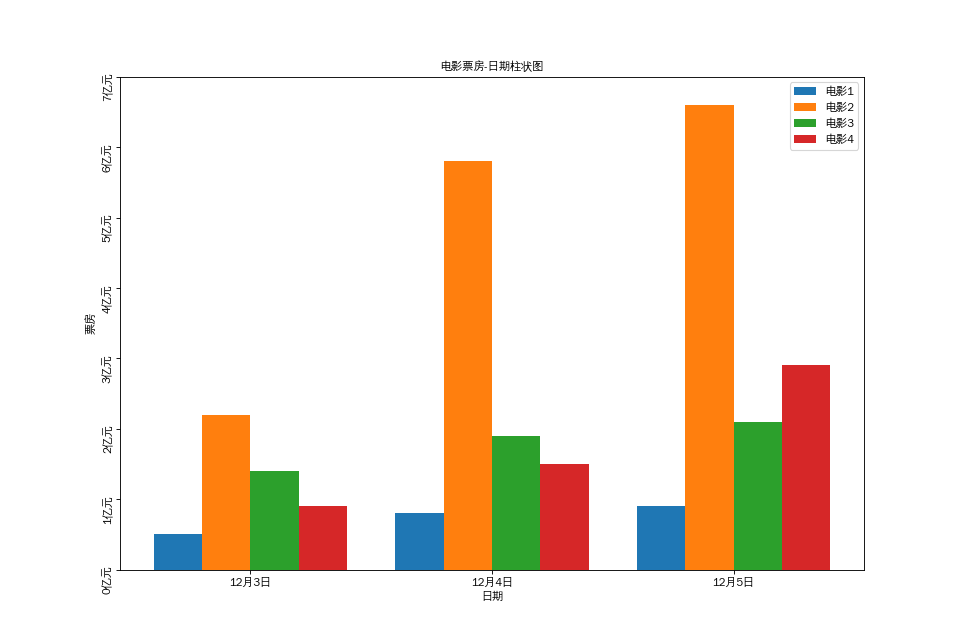 电影票房-日期柱状图
电影1
电影2
电影3
电影4
票房
7亿元
6亿元
5亿元
4亿元
3亿元
2亿元
1亿元
0亿元
12月3日
12月4日
12月5日
日期